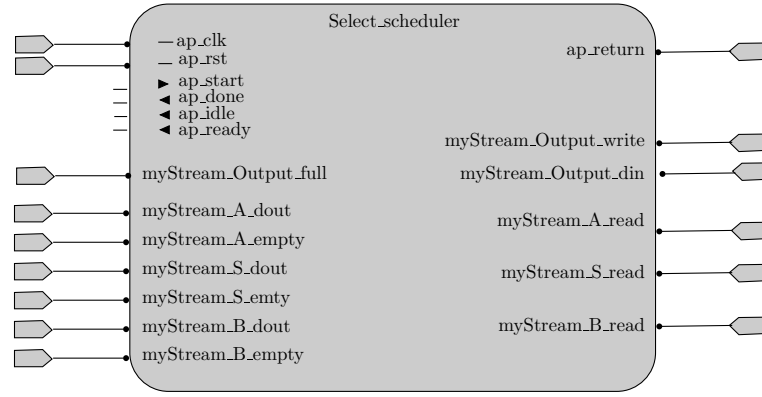 Select_scheduler
ap_clk
ap_rst
ap_start
ap_done
ap_idle
ap_ready
myStream_Output_full
myStream_A_dout
myStream_A_empty
myStream_S_dout
myStream_S_emty
myStream_B_dout
myStream_B_empty
ap_return
myStream_Output_write
myStream_Output_din
myStream_A_read
myStream_S_read
myStream_B_read